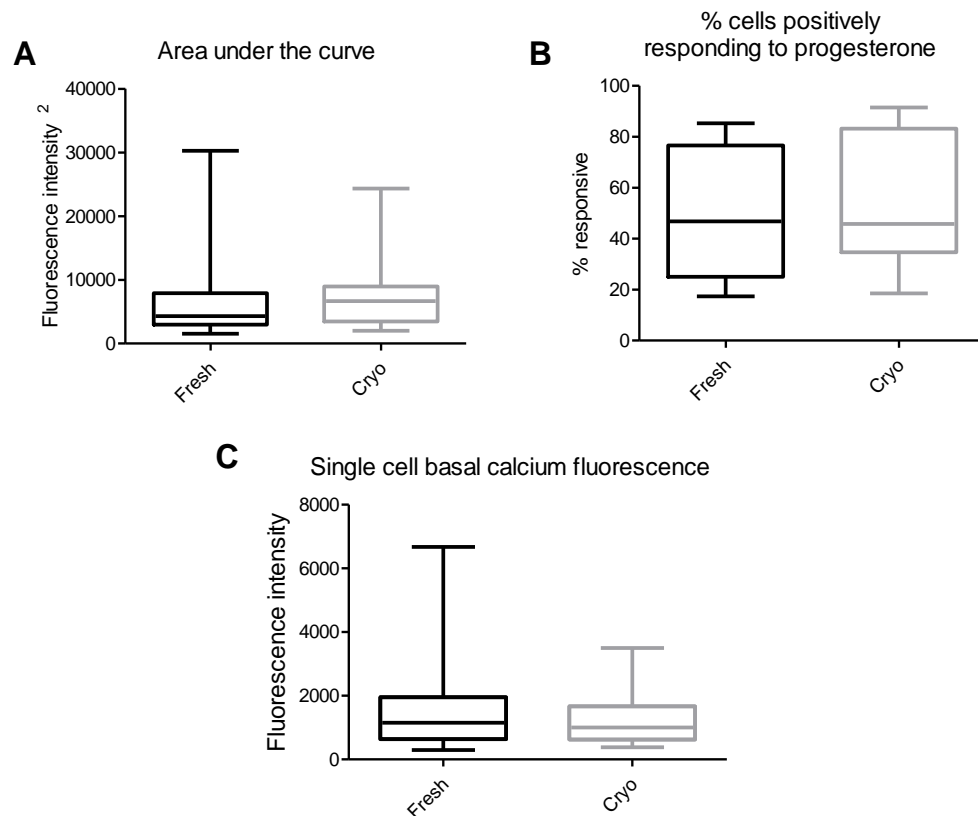 A
Area under the curve
Fluorescence intensity 2
40000
30000
20000
10000
0
Fresh
Cryo
B
% cells positively
responding to progesterone
% responsive
100
80
60
40
20
0
Fresh
Cryo
C
Single cell basal calcium fluorescence
Fluorescence intensity
8000
6000
4000
2000
0
Fresh
Cryo